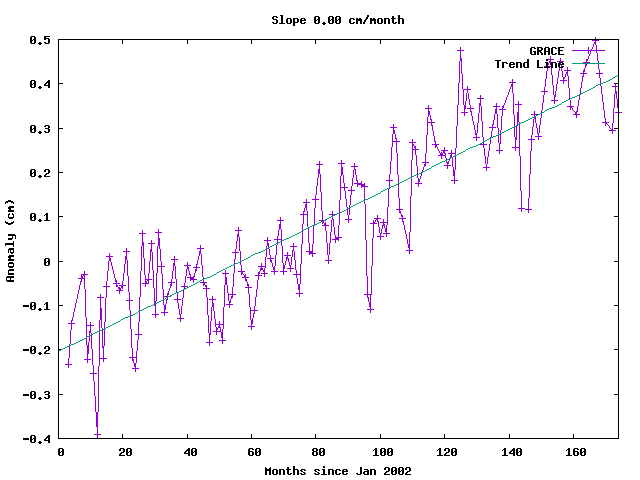 Slope 0.00 cm/month
0.5
0.4
0.3
0.2
0.1
0
-0.1
-0.2
-0.3
-0.4
Anomaly (cm)
GRACE
Trend Line
0 20 40 60 80 100 120 140 160
Months since Jan 2002